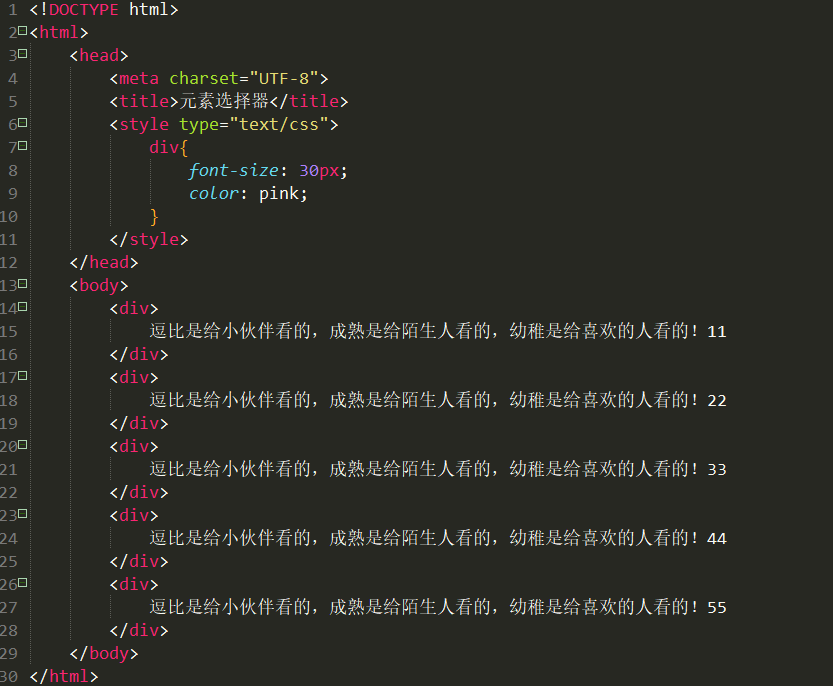 1 <!DOCTYPE html>
2 <html>
3 <head>
4 <meta charset="UTF-8">
5 <title>元素选择器</title>
6 <style type="text/css">
7 div{
8 font-size: 30px;
9 color: pink;
10 }
11 </style>
12 </head>
13 <body>
14 <div>
15 逗比是给小伙伴看的，成熟是给陌生人看的，幼稚是给喜欢的人看的！11
16 </div>
17 <div>
18 逗比是给小伙伴看的，成熟是给陌生人看的，幼稚是给喜欢的人看的！22
19 </div>
20 <div>
21 逗比是给小伙伴看的，成熟是给陌生人看的，幼稚是给喜欢的人看的！33
22 </div>
23 <div>
24 逗比是给小伙伴看的，成熟是给陌生人看的，幼稚是给喜欢的人看的！44
25 </div>
26 <div>
27 逗比是给小伙伴看的，成熟是给陌生人看的，幼稚是给喜欢的人看的！55
28 </div>
29 </body>
30 </html>